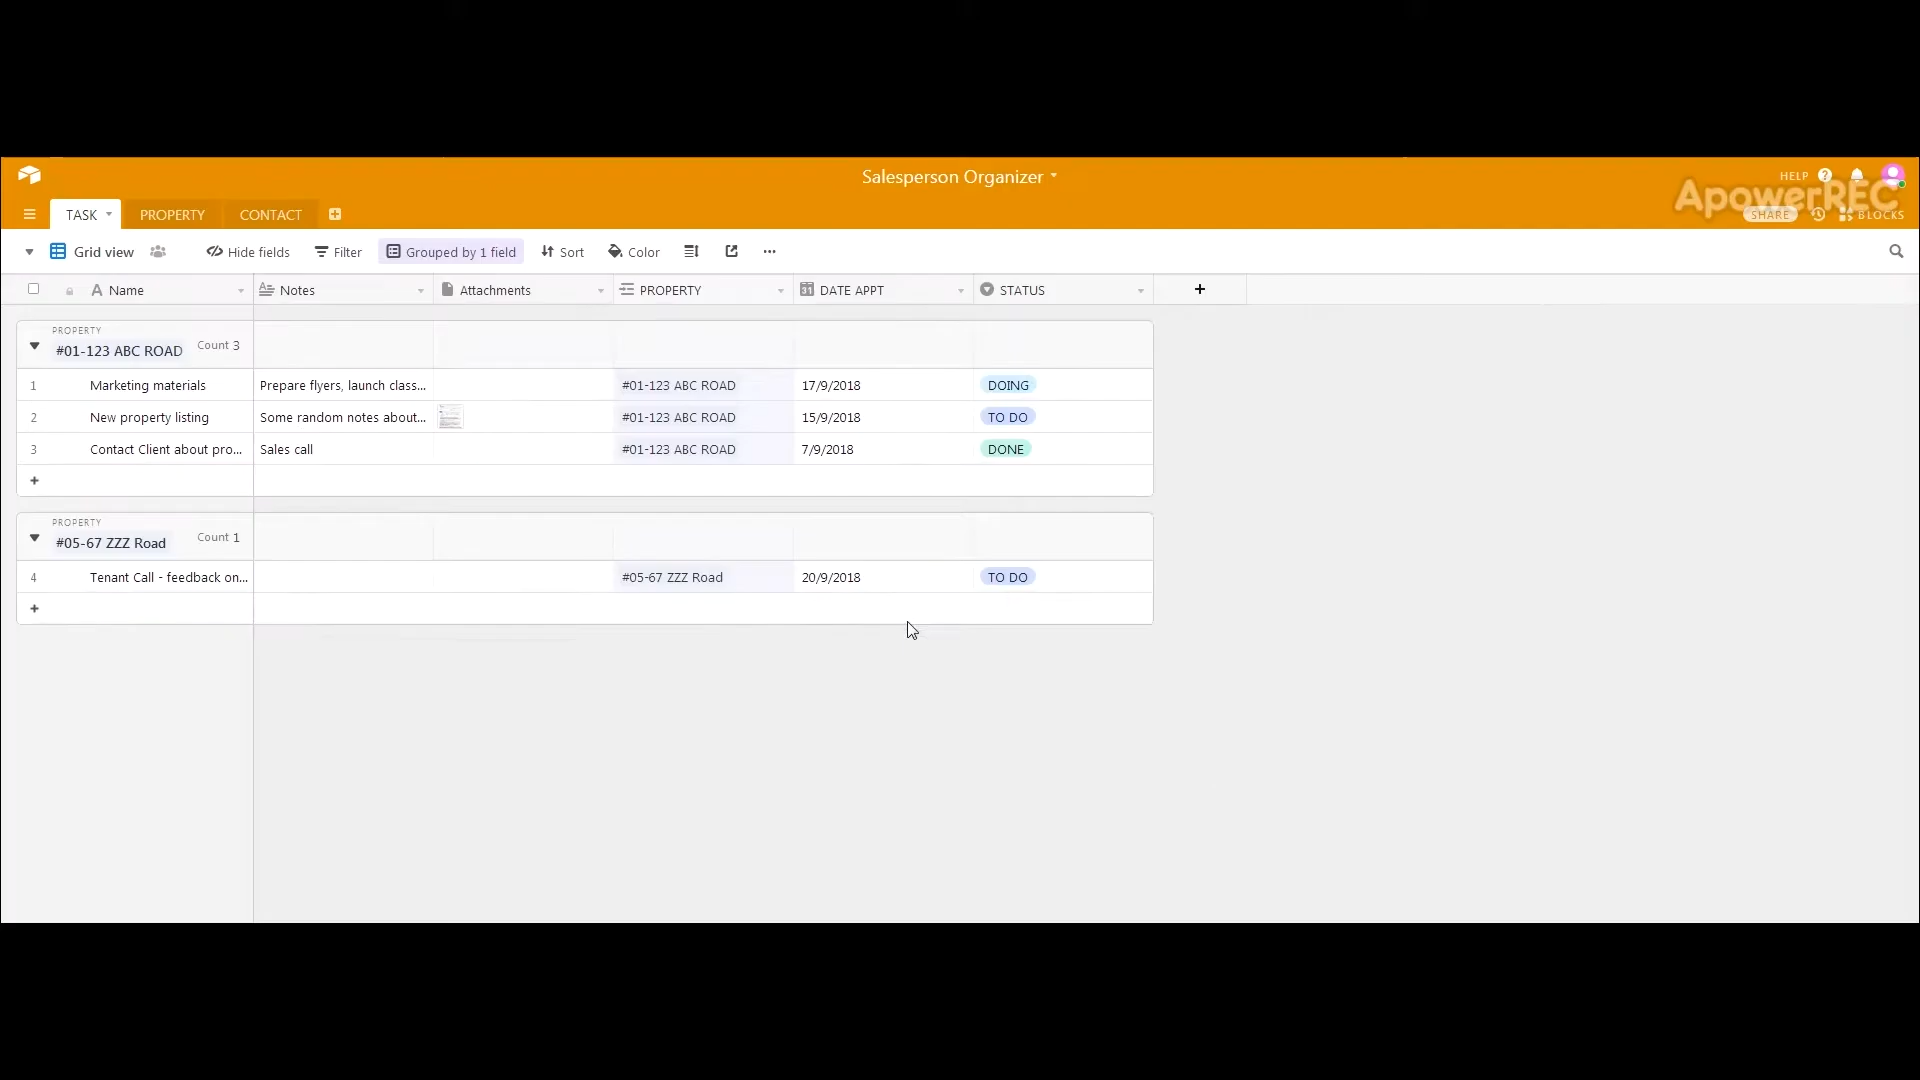 Salesperson Organizer
HELP ?
ApowerREC
SHARE BLOCKS
TASK PROPERTY CONTACT
Grid view Hide fields Filter Grouped by 1 field Sort Color
Name Notes Attachments PROPERTY 31 DATE APPT STATUS
PROPERTY
#01-123 ABC ROAD Count 3
1 Marketing materials Prepare flyers, launch class... #01-123 ABC ROAD 17/9/2018 DOING
2 New property listing Some random notes about... #01-123 ABC ROAD 15/9/2018 TO DO
3 Contact Client about pro... Sales call #01-123 ABC ROAD 7/9/2018 DONE
PROPERTY
#05-67 ZZZ Road Count 1
4 Tenant Call - feedback on... #05-67 ZZZ Road 20/9/2018 TO DO